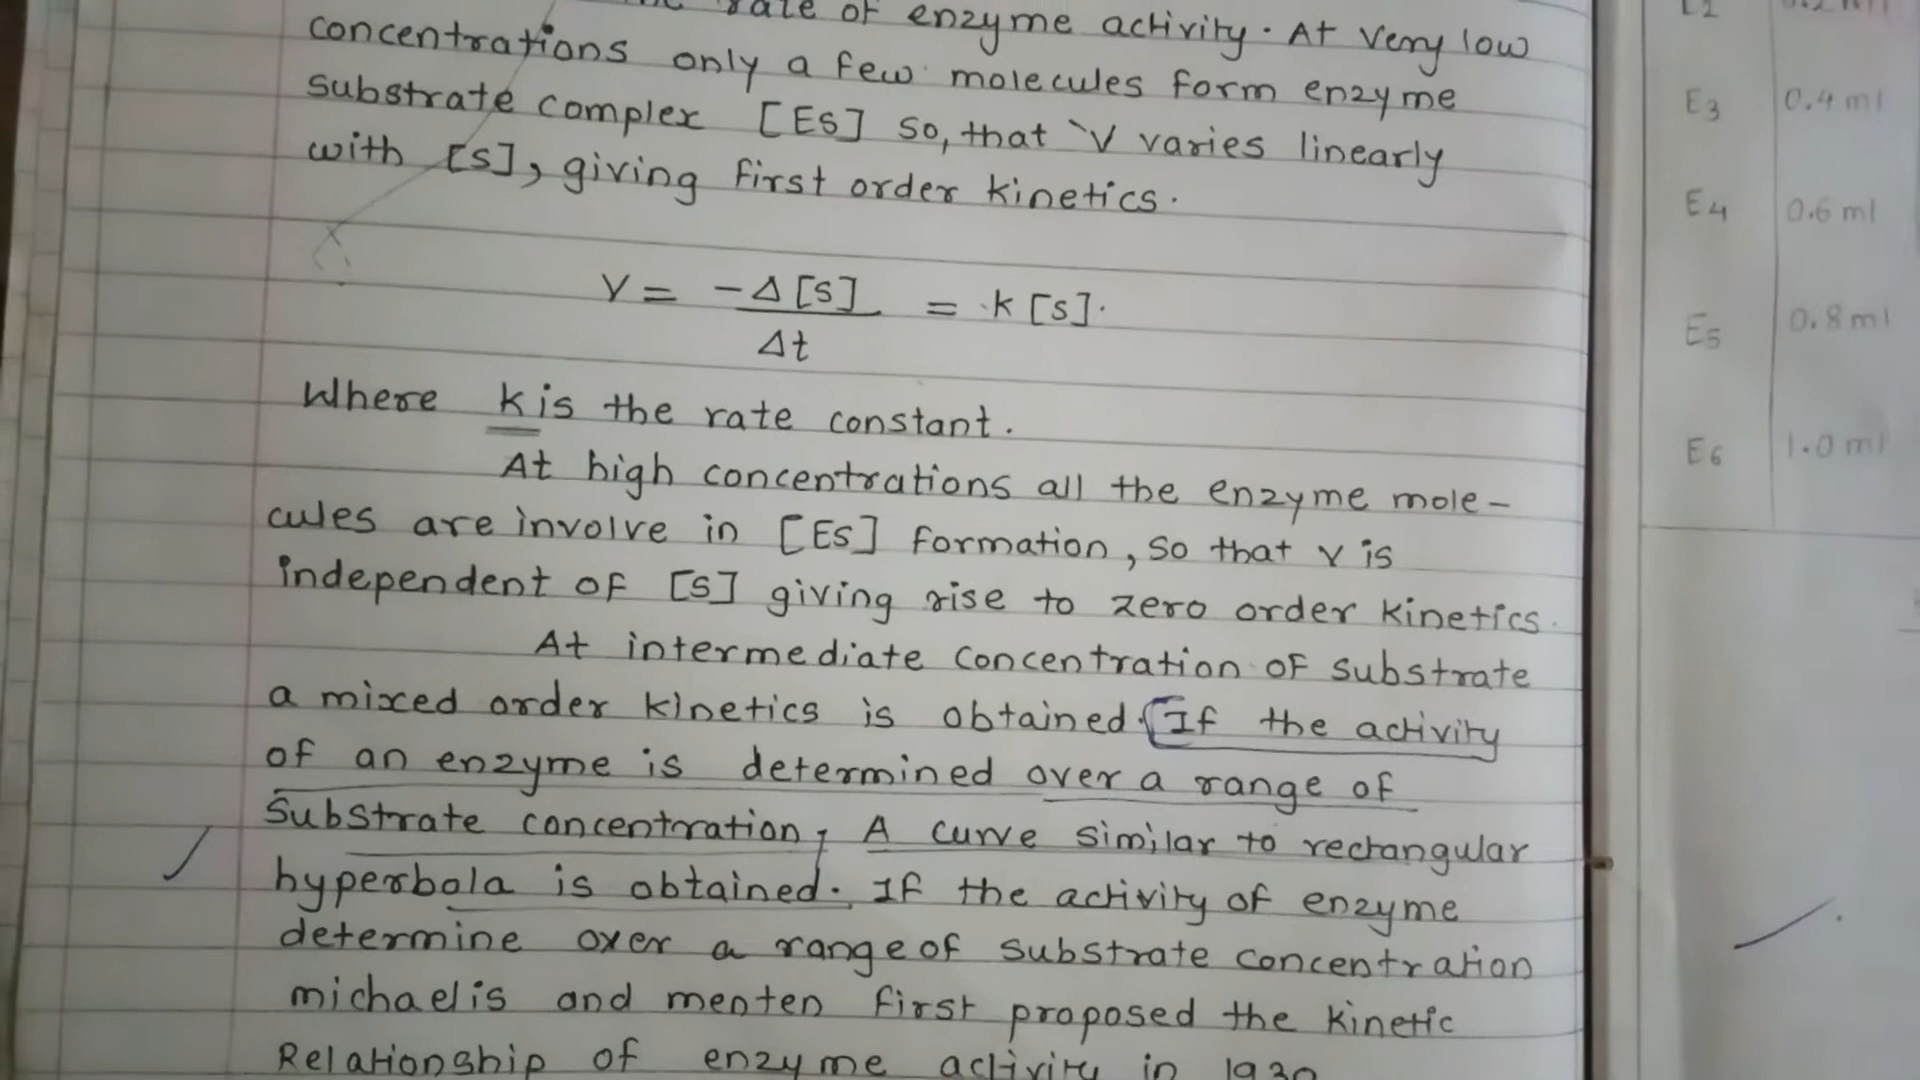 rate of enzyme activity. At very low
concentrations only a few molecules form enzyme
substrate complex [ES] so, that V varies linearly
with [S], giving first order kinetics.
V = -Δ[S] = k[S].
Δt
Where k is the rate constant.
At high concentrations all the enzyme mole-
cules are involve in [ES] formation, so that v is
independent of [S] giving rise to zero order kinetics.
At intermediate concentration of substrate
a mixed order kinetics is obtained. [If the activity
of an enzyme is determined over a range of
substrate concentration, A curve similar to rectangular
hyperbola is obtained. If the activity of enzyme
determine over a range of substrate concentration
michaelis and menten first proposed the kinetic
Relationship of enzyme activity in 1930
E2
E3 0.4 ml
E4 0.6 ml
E5 0.8 ml
E6 1.0 ml